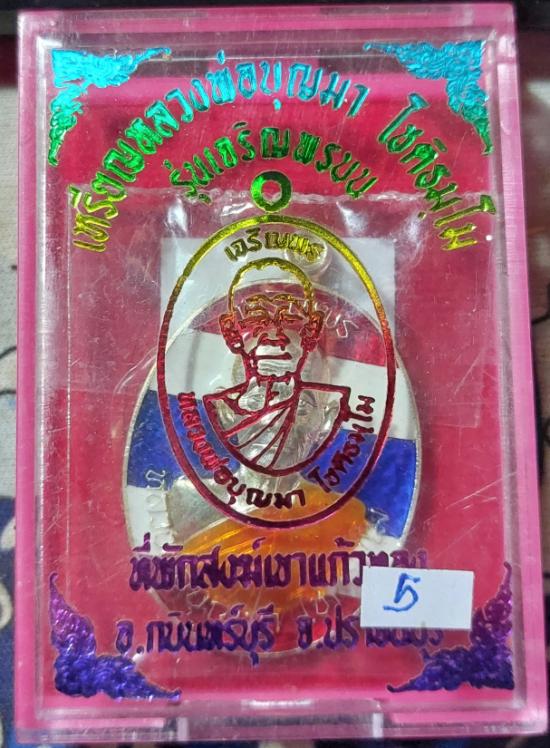 เหรียญหลวงพ่อบุญมา โชติธมฺโม
รุ่นเจริญพรบน
เจริญพร
หลวงพ่อบุญมา โชติธมฺโม
ที่พักสงฆ์เขาแก้วทอง
5
อ.กบินทร์บุรี จ.ปราจีนบุรี